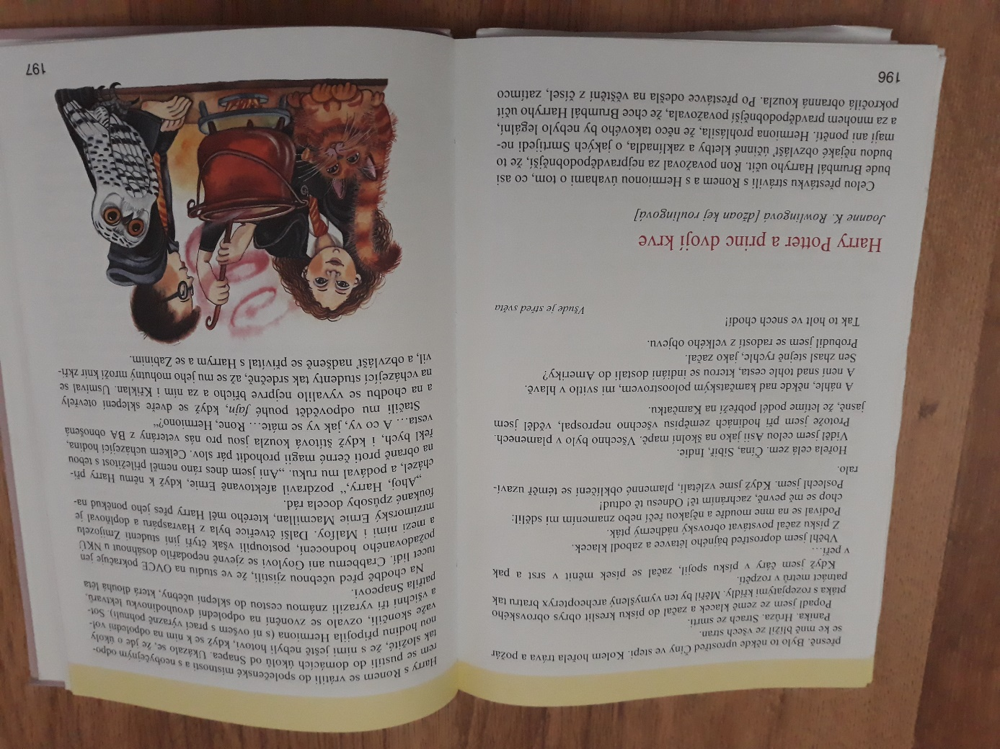 přesně. Bylo to někde uprostřed Číny ve stepi. Kolem hořela tráva a požár
se ke mně blížil ze všech stran.
Panika. Hrůza. Strach ze smrti.
Popadl jsem ze země klacek a začal do písku kreslit obrys obrovského
ptáka s rozepjatými křídly. Měřil by ten vymyšlený archeopteryx bratru tak
patnáct metrů v rozpětí.
Když jsem čáry v písku spojil, začal se písek měnit v srst a pak
v peří…
Vběhl jsem doprostřed bájného létavce a zabodl klacek.
Z písku začal povstávat obrovský nádherný pták.
Podíval se na mne moudře a nějakou řečí nebo znamením mi sdělil:
chop se mě pevně, zachráním tě! Odnesu tě odtud!
Poslechl jsem. Když jsme vzlétali, plamenné obklíčení se téměř uzaví-
ralo.
Hořela celá zem. Čína, Sibiř, Indie.
Viděl jsem celou Asii jako na školní mapě. Všechno bylo v plamenech.
Protože jsem při hodinách zeměpisu všechno neprospal, věděl jsem
jasně, že letíme podél pobřeží na Kamčatku.
A náhle, někde nad kamčatským poloostrovem, mi svitlo v hlavě.
A není snad tohle cesta, kterou se indiáni dostali do Ameriky?
Sen zhasl stejně rychle, jako začal.
Probudil jsem se radostí z velkého objevu.
Tak to holt ve snech chodí!
Všude je střed světa
Harry Potter a princ dvojí krve
Joanne K. Rowlingová [džoan kej roulingová]
Celou přestávku strávili s Ronem a s Hermionou úvahami o tom, co asi
bude Brumbál Harryho učit. Ron považoval za nejpravděpodobnější, že to
budou nějaké obzvlášť účinné kletby a zaklínadla, o jakých Smrtijedi ne-
mají ani ponětí. Hermiona prohlásila, že něco takového by nebylo legální,
a za mnohem pravděpodobnější považovala, že chce Brumbál Harryho učit
pokročilá obranná kouzla. Po přestávce odešla na věštění z čísel, zatímco
196
Harry s Ronem se vrátili do společenské místnosti a s neobyčejným odpo-
rem se pustili do domácích úkolů od Snapea. Ukázalo se, že jde o úkoly
tak složité, že s nimi ještě nebyli hotovi, když se k nim na odpolední vol-
nou hodinu připojila Hermiona (s ní ovšem s prací výrazně pohnuli). Sot-
va že skončili, ozvalo se zvonění na odpolední dvouhodinovku lektvarů,
a všichni tři vyrazili známou cestou do sklepní učebny, která dlouhá léta
patřila Snapeovi.
Na chodbě před učebnou zjistili, že ve studiu na OVCE pokračuje jen
tucet lidí. Crabbemu ani Goylovi se zjevně nepodařilo dosáhnout u NKÚ
požadovaného hodnocení, postoupili však čtyři jiní studenti Zmijozelu
a mezi nimi i Malfoy. Další čtveřice byla z Havraspáru a doplňoval je
mrzimorský Ernie Macmilan, kterého měl Harry přes jeho poněkud na-
foukané způsoby docela rád.
„Ahoj, Harry,“ pozdravil afektovaně Ernie, když k němu Harry při-
cházel, a podával mu ruku. „Ani jsem dnes ráno neměl příležitost s tebou
na obraně proti černé magii prohodit pár slov. Celkem ucházející hodina,
řekl bych, i když štítová kouzla jsou pro nás veterány z BA obnošená
vesta… A co vy, jak vy se máte… Rone, Hermiono?“
Stačili mu odpovědět pouhé fajn, když se dveře sklepení otevřely
a na chodbu se vyvalilo nejprve břicho a za ním i Křiklan. Usmíval se
na vcházející studenty tak srdečně, až se mu jeho mohutný mroží knír zkři-
vil, a obzvlášť nadšeně se přivítal s Harrym a se Zabinim.
197